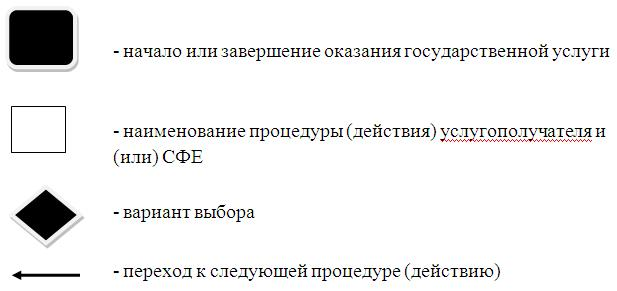 - начало или завершение оказания государственной услуги
- наименование процедуры (действия) услугополучателя и
(или) СФЕ
- вариант выбора
- переход к следующей процедуре (действию)